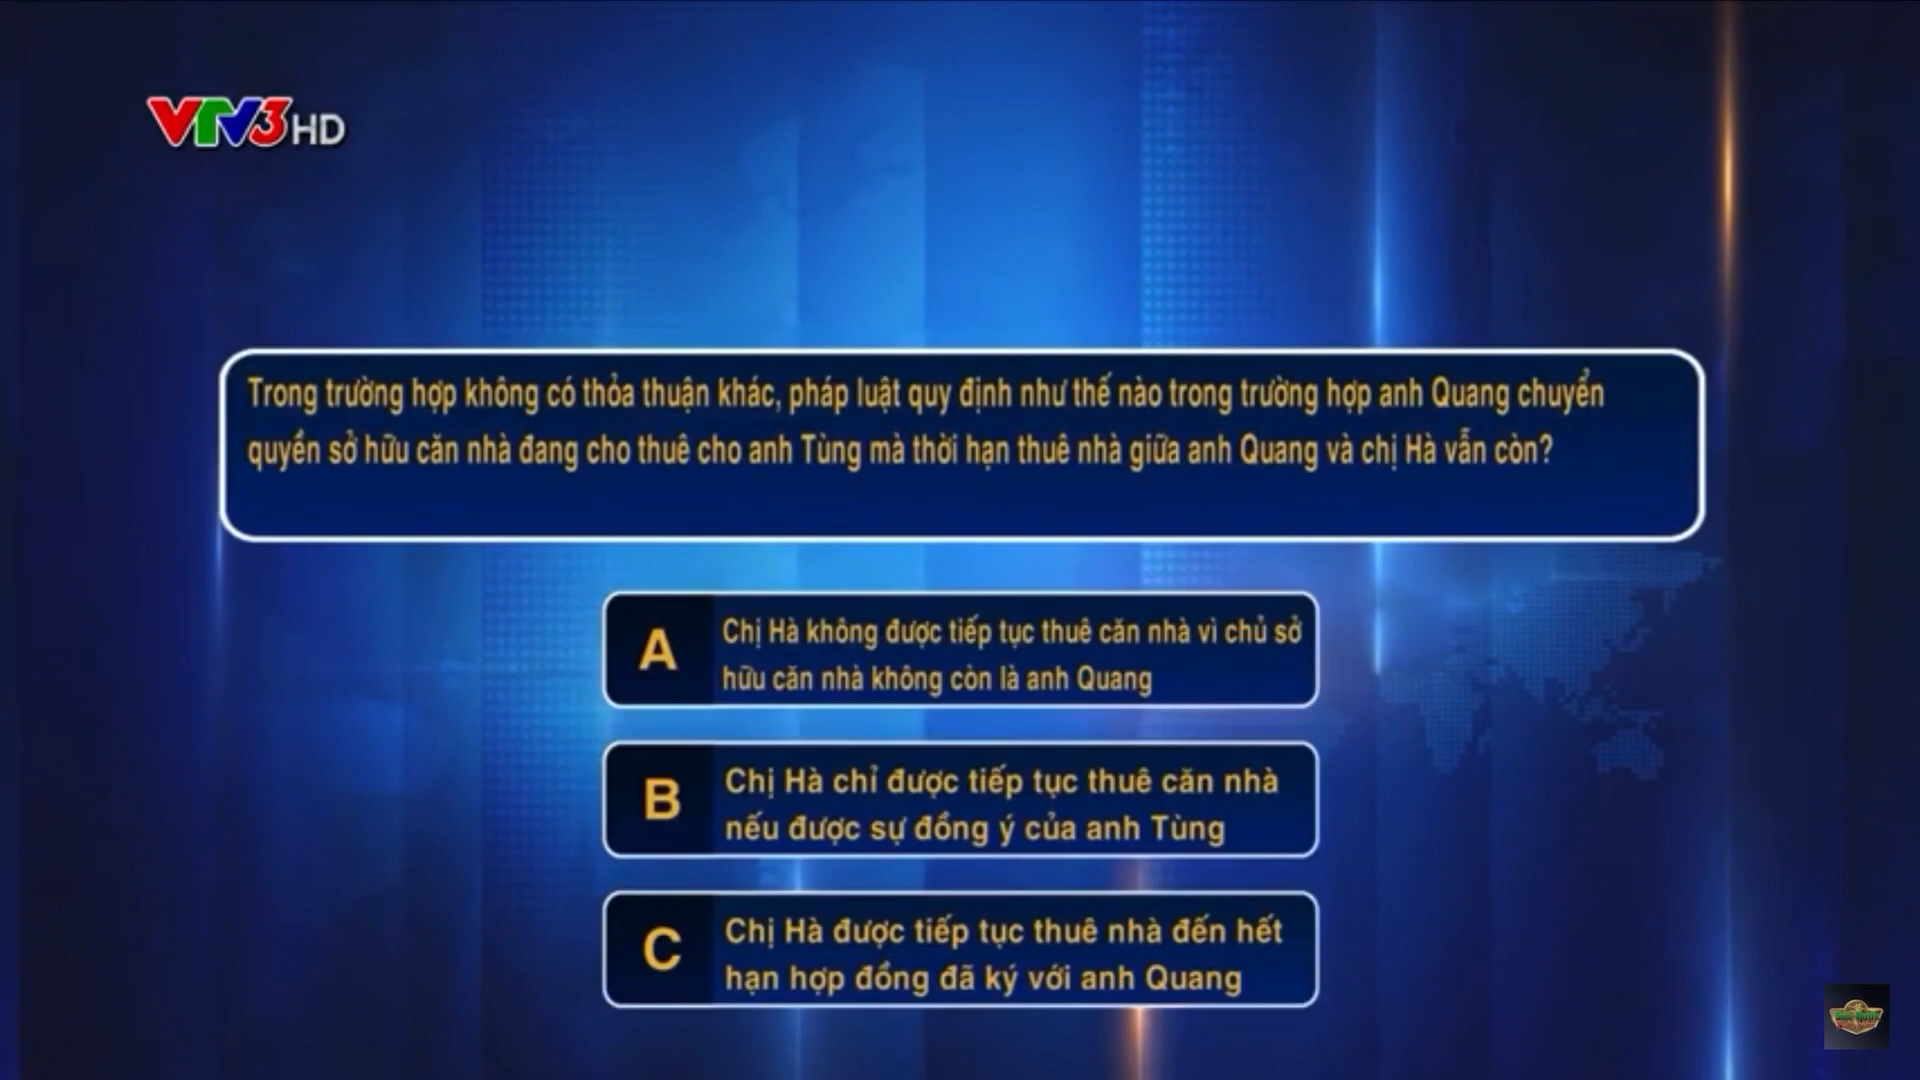 VTV3 HD
Trong trường hợp không có thỏa thuận khác, pháp luật quy định như thế nào trong trường hợp anh Quang chuyển
quyền sở hữu căn nhà đang cho thuê cho anh Tùng mà thời hạn thuê nhà giữa anh Quang và chị Hà vẫn còn?
A
Chị Hà không được tiếp tục thuê căn nhà vì chủ sở
hữu căn nhà không còn là anh Quang
B
Chị Hà chỉ được tiếp tục thuê căn nhà
nếu được sự đồng ý của anh Tùng
C
Chị Hà được tiếp tục thuê nhà đến hết
hạn hợp đồng đã ký với anh Quang